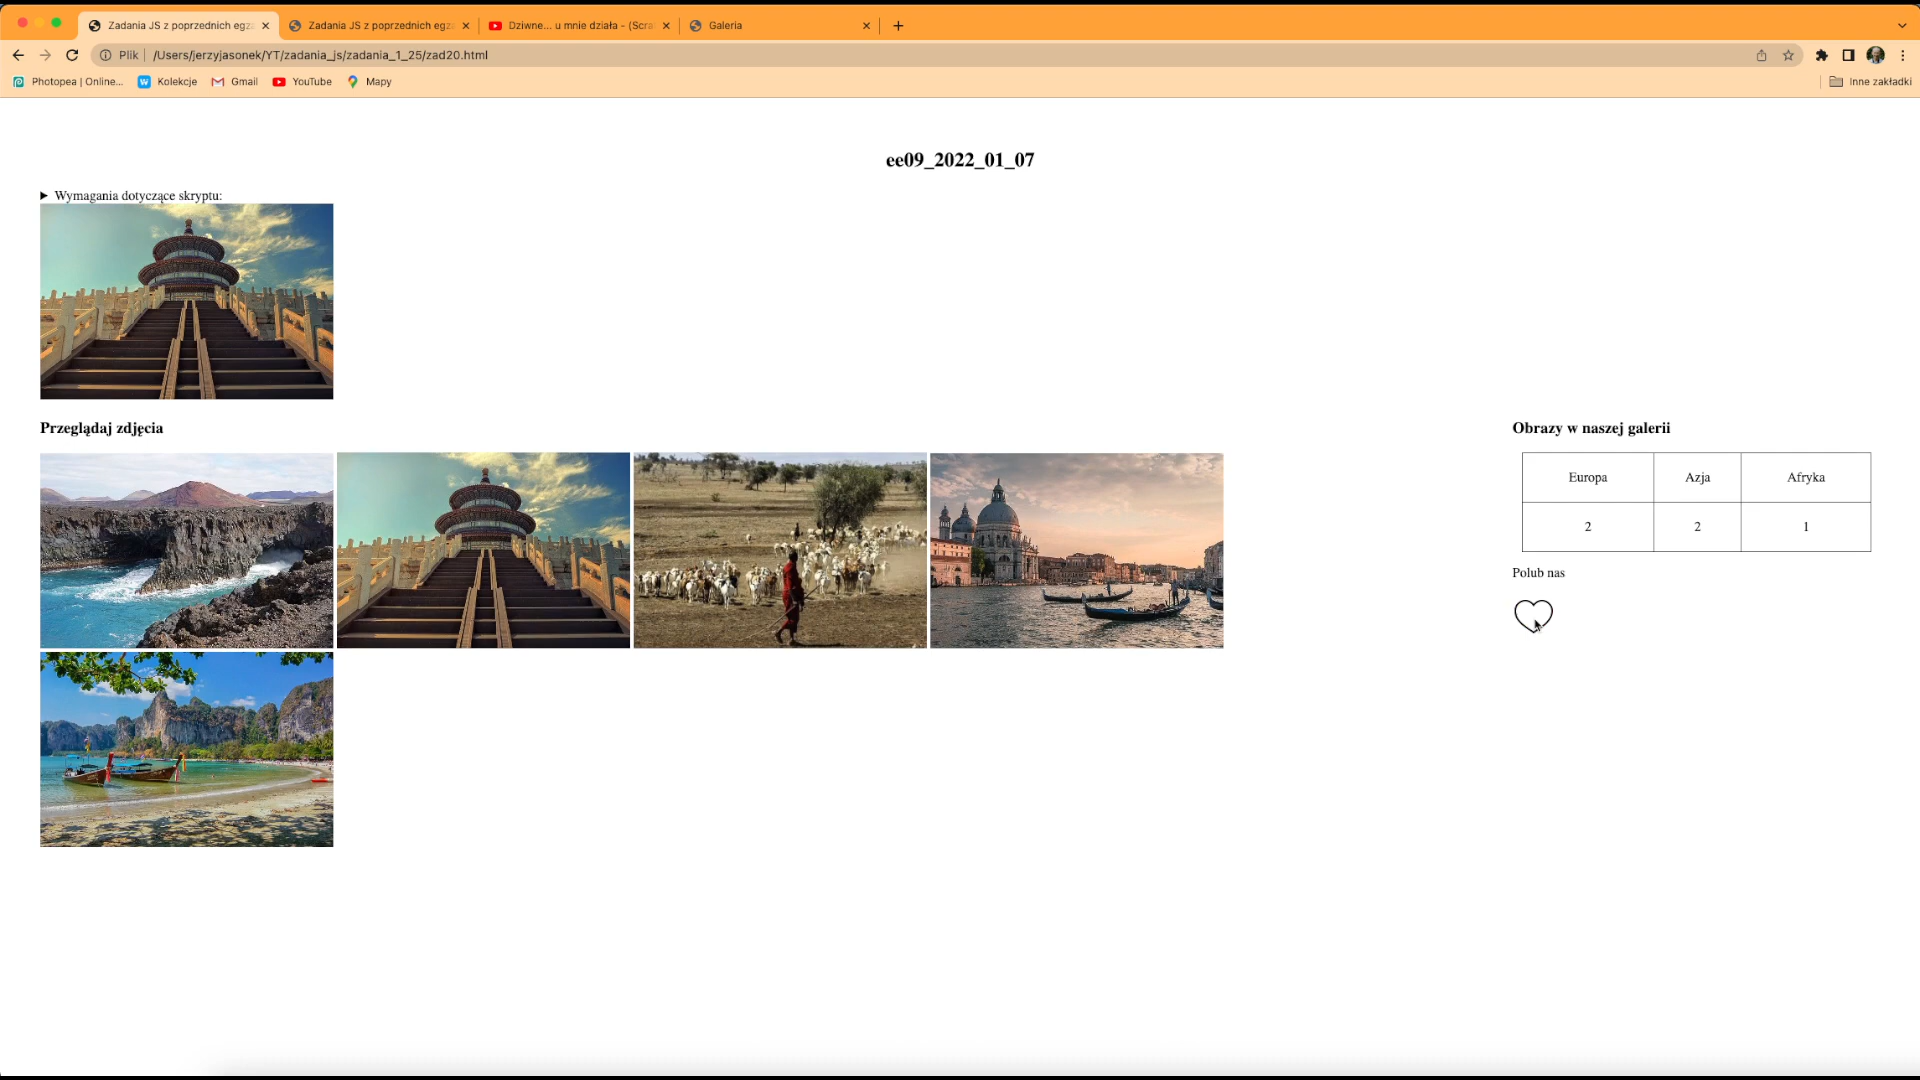 Zadania JS z poprzednich egz
Zadania JS z poprzednich egz
Dziwne... u mnie działa - (Scra
Galeria
Plik
/Users/jerzyjasonek/YT/zadania_js/zadania_1_25/zad20.html
Photopea | Online...
Kolekcje
Gmail
YouTube
Mapy
Inne zakładki
ee09_2022_01_07
Wymagania dotyczące skryptu:
Przeglądaj zdjęcia
Obrazy w naszej galerii
Europa Azja Afryka
2 2 1
Polub nas